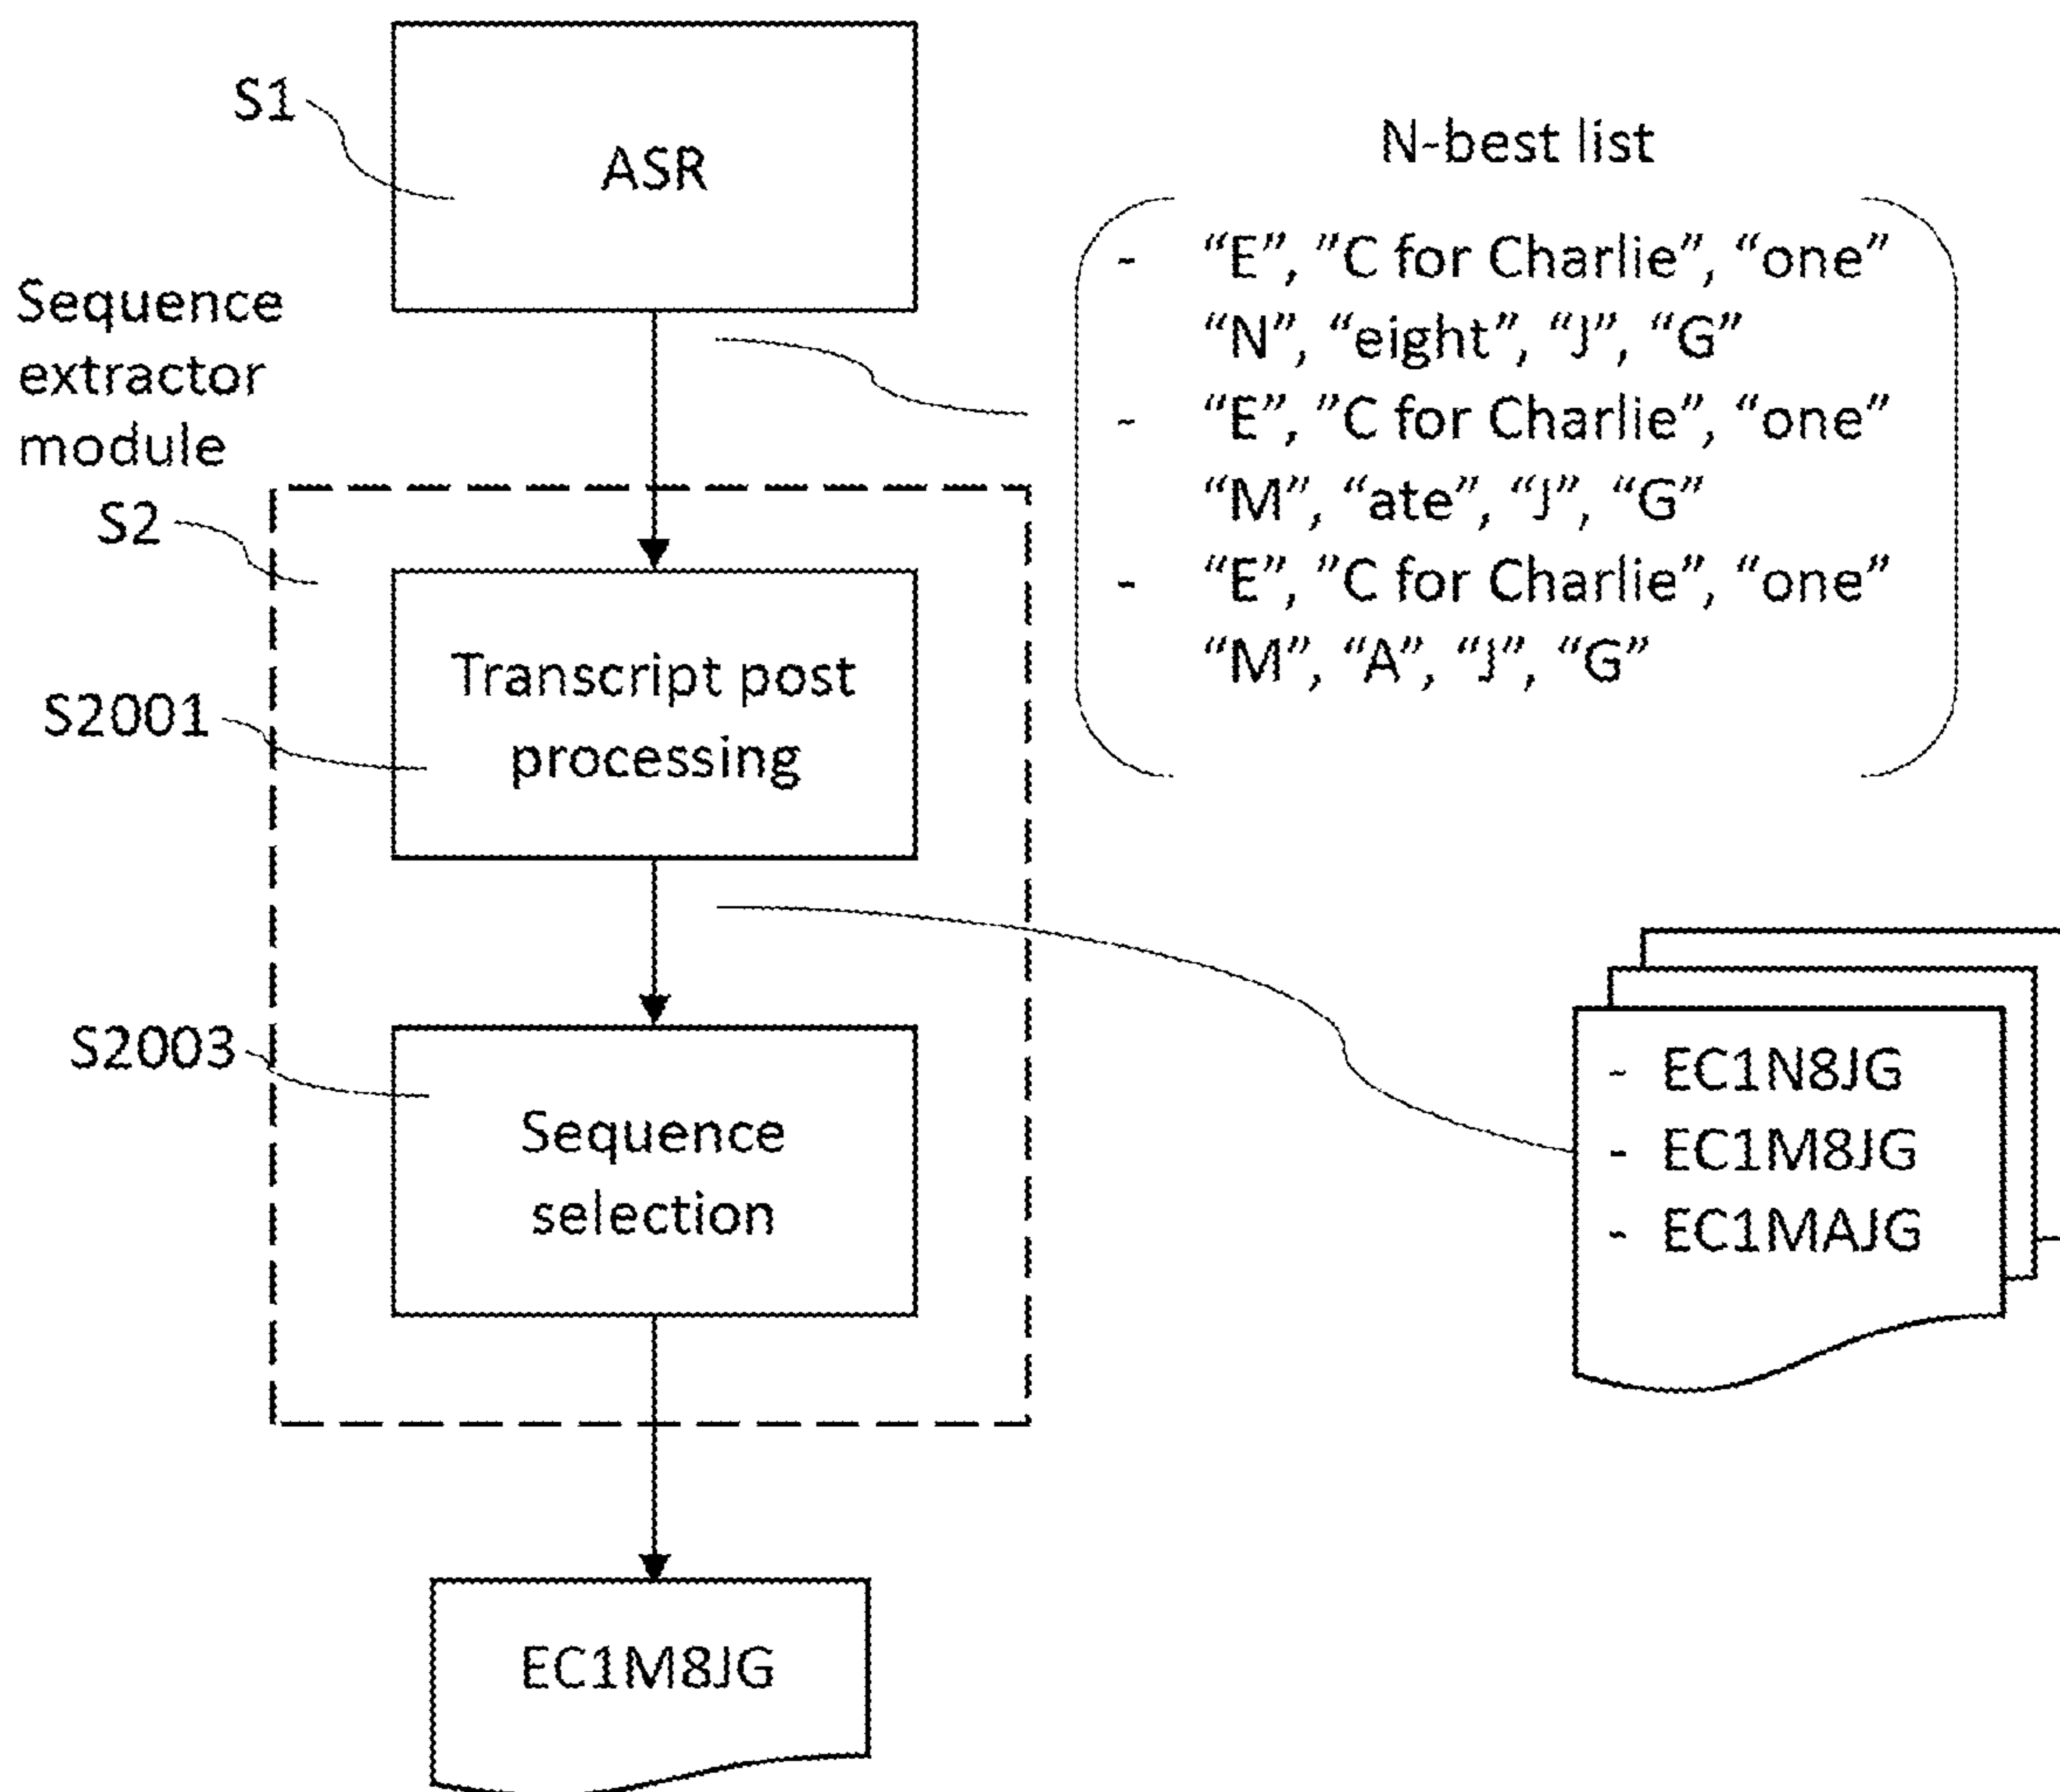 S1
ASR
N-best list
- “E”, ”C for Charlie”, “one”
“N”, “eight”, “J”, “G”
- “E”, ”C for Charlie”, “one”
“M”, “ate”, “J”, “G”
- “E”, ”C for Charlie”, “one”
“M”, “A”, “J”, “G”
Sequence
extractor
module
S2
S2001
Transcript post
processing
S2003
Sequence
selection
- EC1N8JG
- EC1M8JG
- EC1MAJG
EC1M8JG